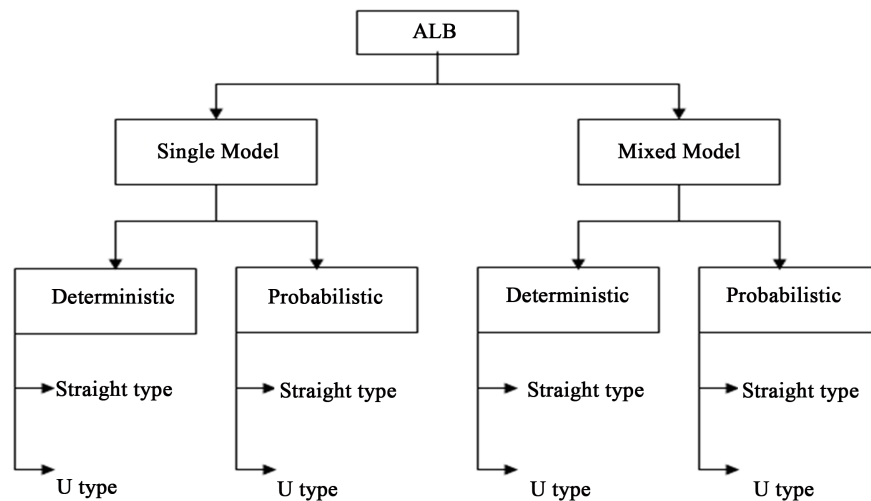 ALB
Single Model
Mixed Model
Deterministic
Probabilistic
Deterministic
Probabilistic
Straight type
Straight type
Straight type
Straight type
U type
U type
U type
U type